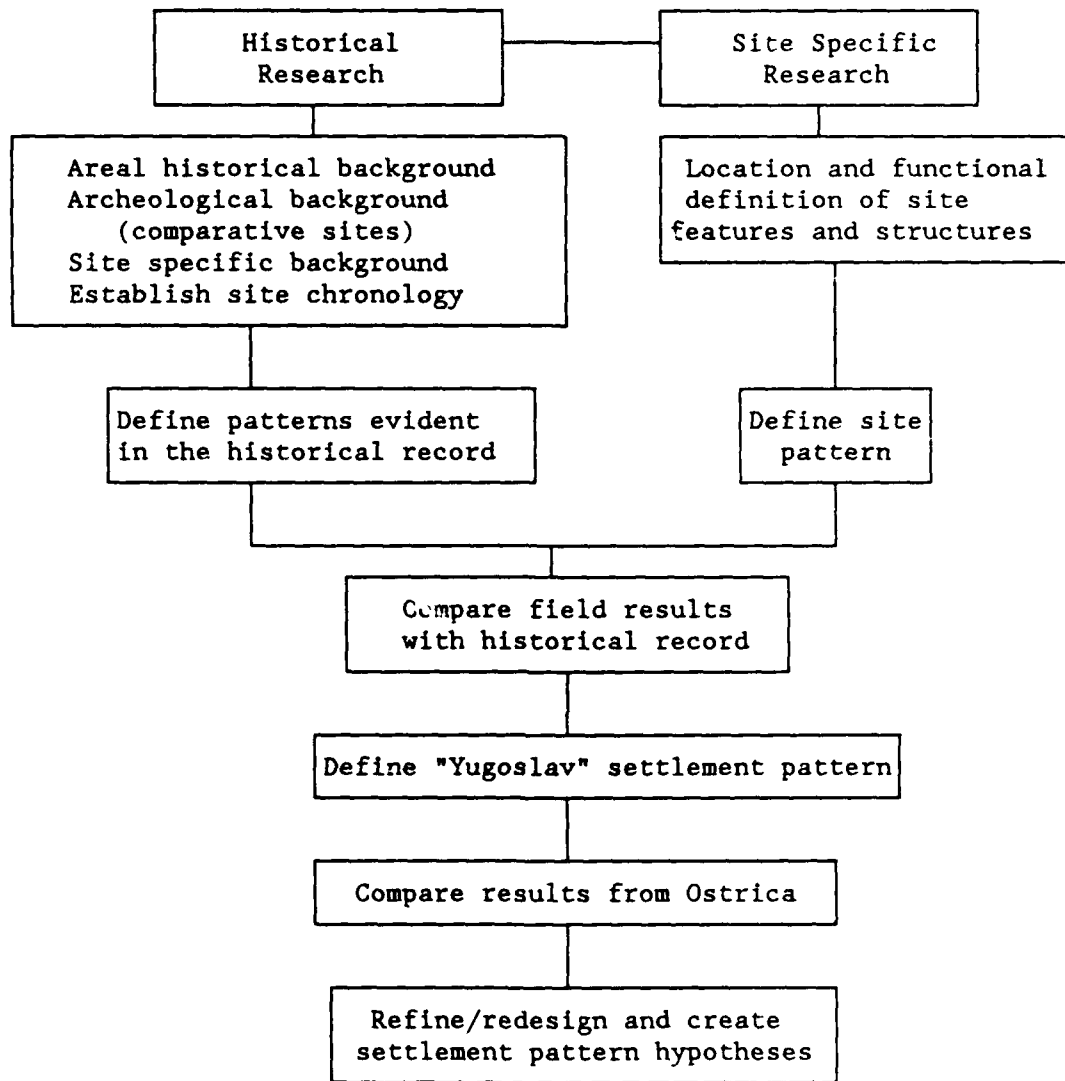 Historical
Research
Site Specific
Research
Areal historical background
Archeological background
(comparative sites)
Site specific background
Establish site chronology
Location and functional
definition of site
features and structures
Define patterns evident
in the historical record
Define site
pattern
Compare field results
with historical record
Define "Yugoslav" settlement pattern
Compare results from Ostrica
Refine/redesign and create
settlement pattern hypotheses